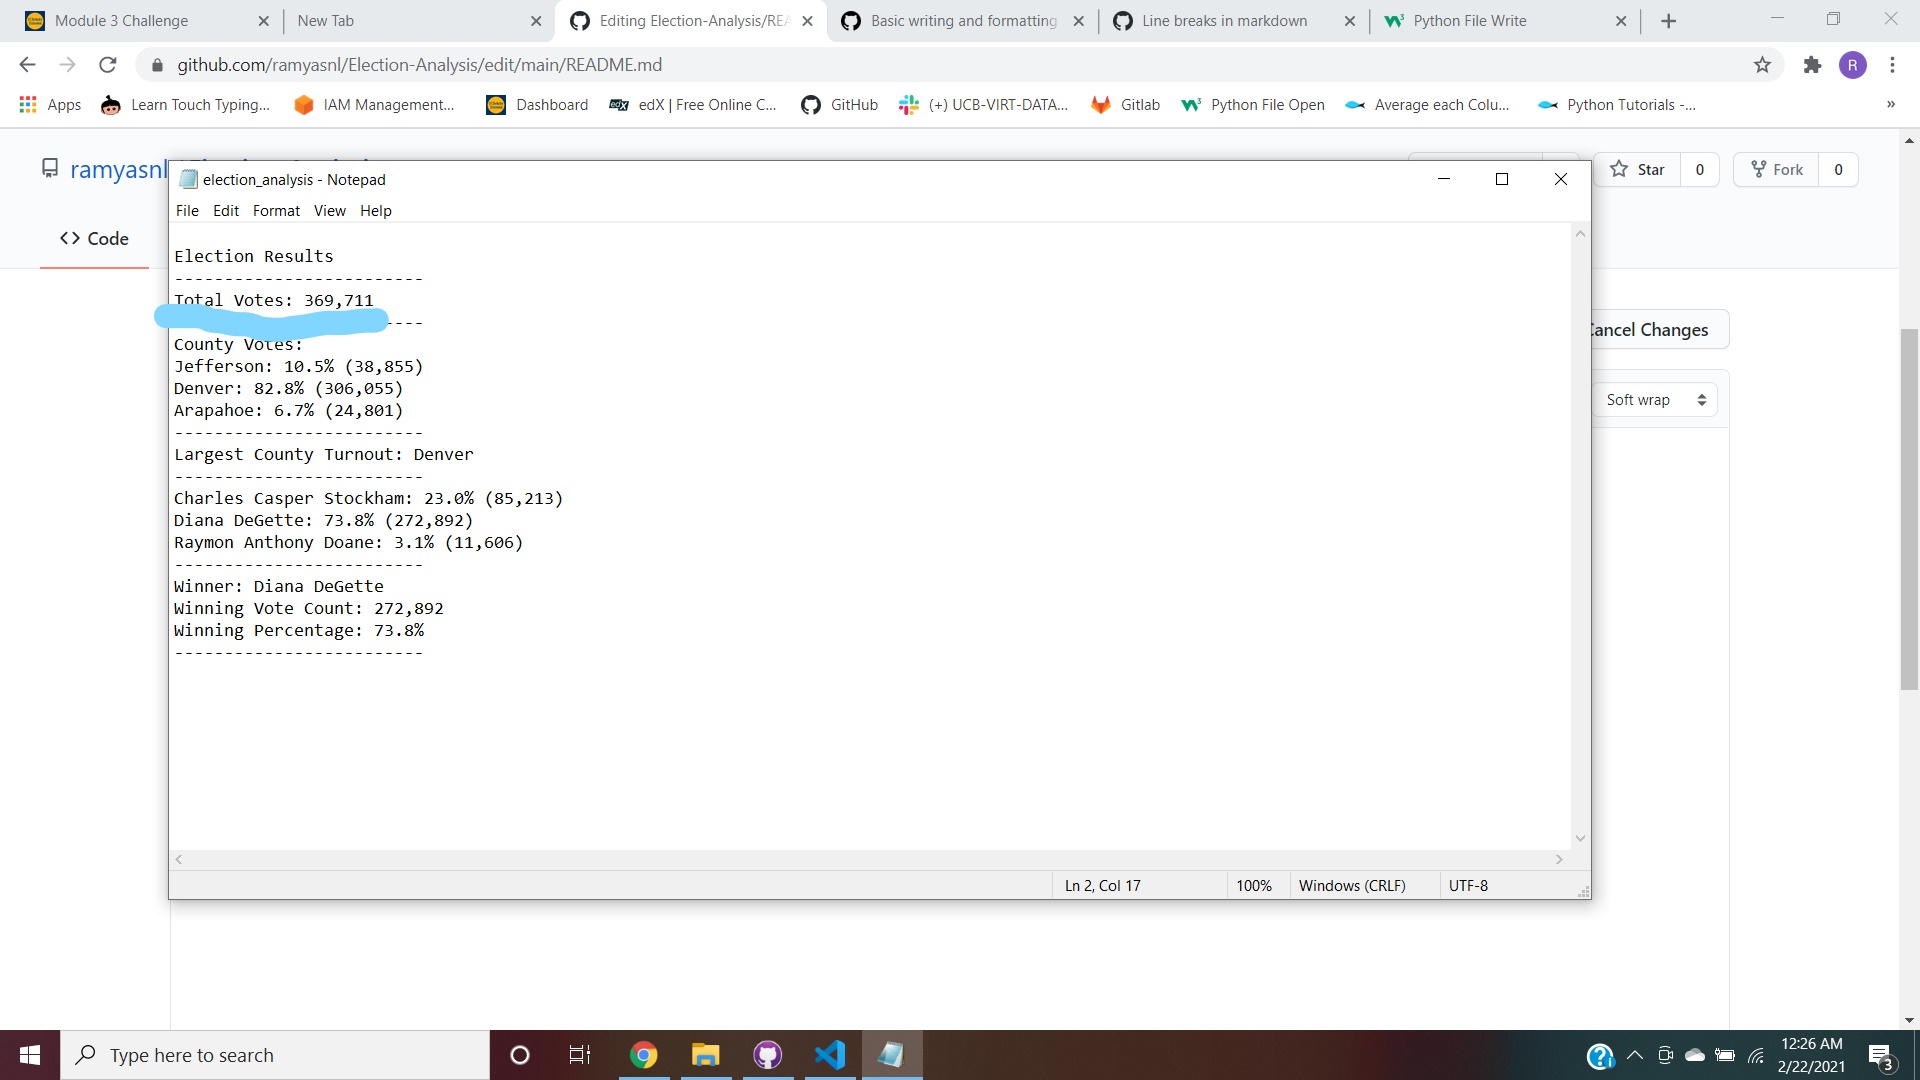 Module 3 Challenge
New Tab
Editing Election-Analysis/REA
Basic writing and formatting
Line breaks in markdown
Python File Write
github.com/ramyasnl/Election-Analysis/edit/main/README.md
R
Apps
Learn Touch Typing...
IAM Management...
Dashboard
edX | Free Online C...
GitHub
(+) UCB-VIRT-DATA...
Gitlab
Python File Open
Average each Colu...
Python Tutorials -...
»
ramyasnl
Star
0
Fork
0
<> Code
Cancel Changes
Soft wrap
election_analysis - Notepad
File Edit Format View Help
Election Results
-------------------------
Total Votes: 369,711
----
County Votes:
Jefferson: 10.5% (38,855)
Denver: 82.8% (306,055)
Arapahoe: 6.7% (24,801)
-------------------------
Largest County Turnout: Denver
-------------------------
Charles Casper Stockham: 23.0% (85,213)
Diana DeGette: 73.8% (272,892)
Raymon Anthony Doane: 3.1% (11,606)
-------------------------
Winner: Diana DeGette
Winning Vote Count: 272,892
Winning Percentage: 73.8%
-------------------------
Ln 2, Col 17
100%
Windows (CRLF)
UTF-8
Type here to search
12:26 AM
2/22/2021
3